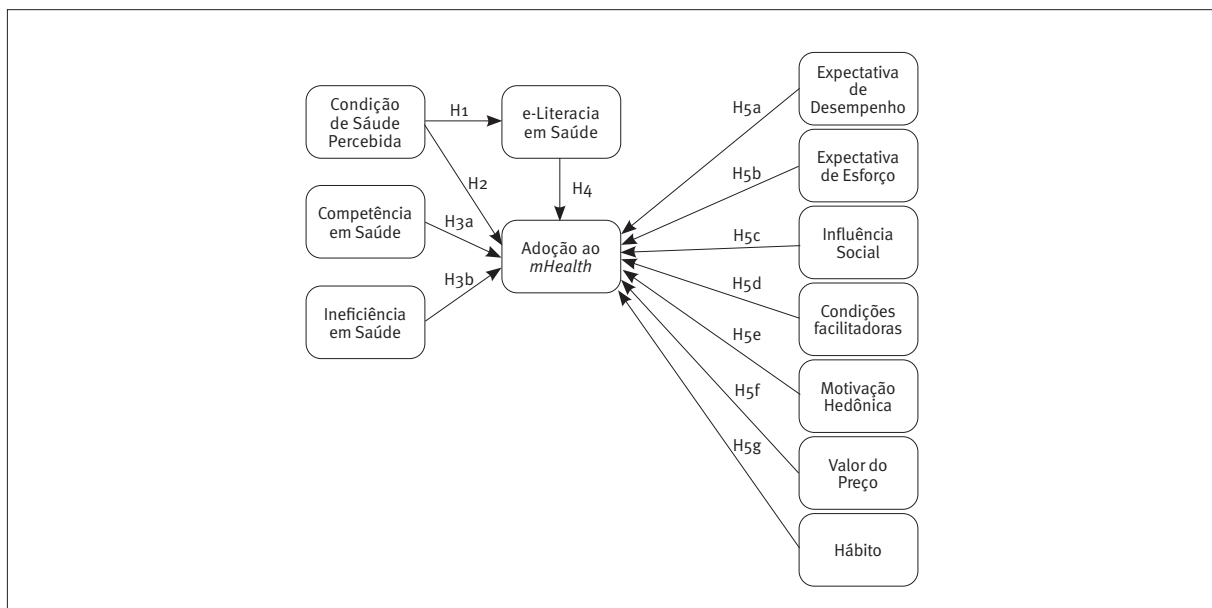 Condição
de Sáude
Percebida
H1
e-Literacia
em Saúde
H2
H4
Competência
em Saúde
H3a
Adoção ao
mHealth
Ineficiência
em Saúde
H3b
Expectativa
de
Desempenho
H5a
Expectativa
de Esforço
H5b
Influência
Social
H5c
Condições
facilitadoras
H5d
Motivação
Hedônica
H5e
Valor do
Preço
H5f
Hábito
H5g